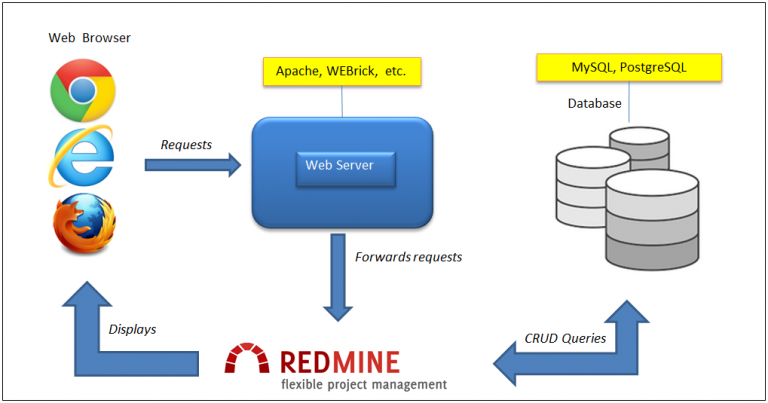 Web Browser
Apache, WEBrick, etc.
MySQL, PostgreSQL
Database
Requests
Web Server
Forwards requests
Displays
CRUD Queries
REDMINE
flexible project management